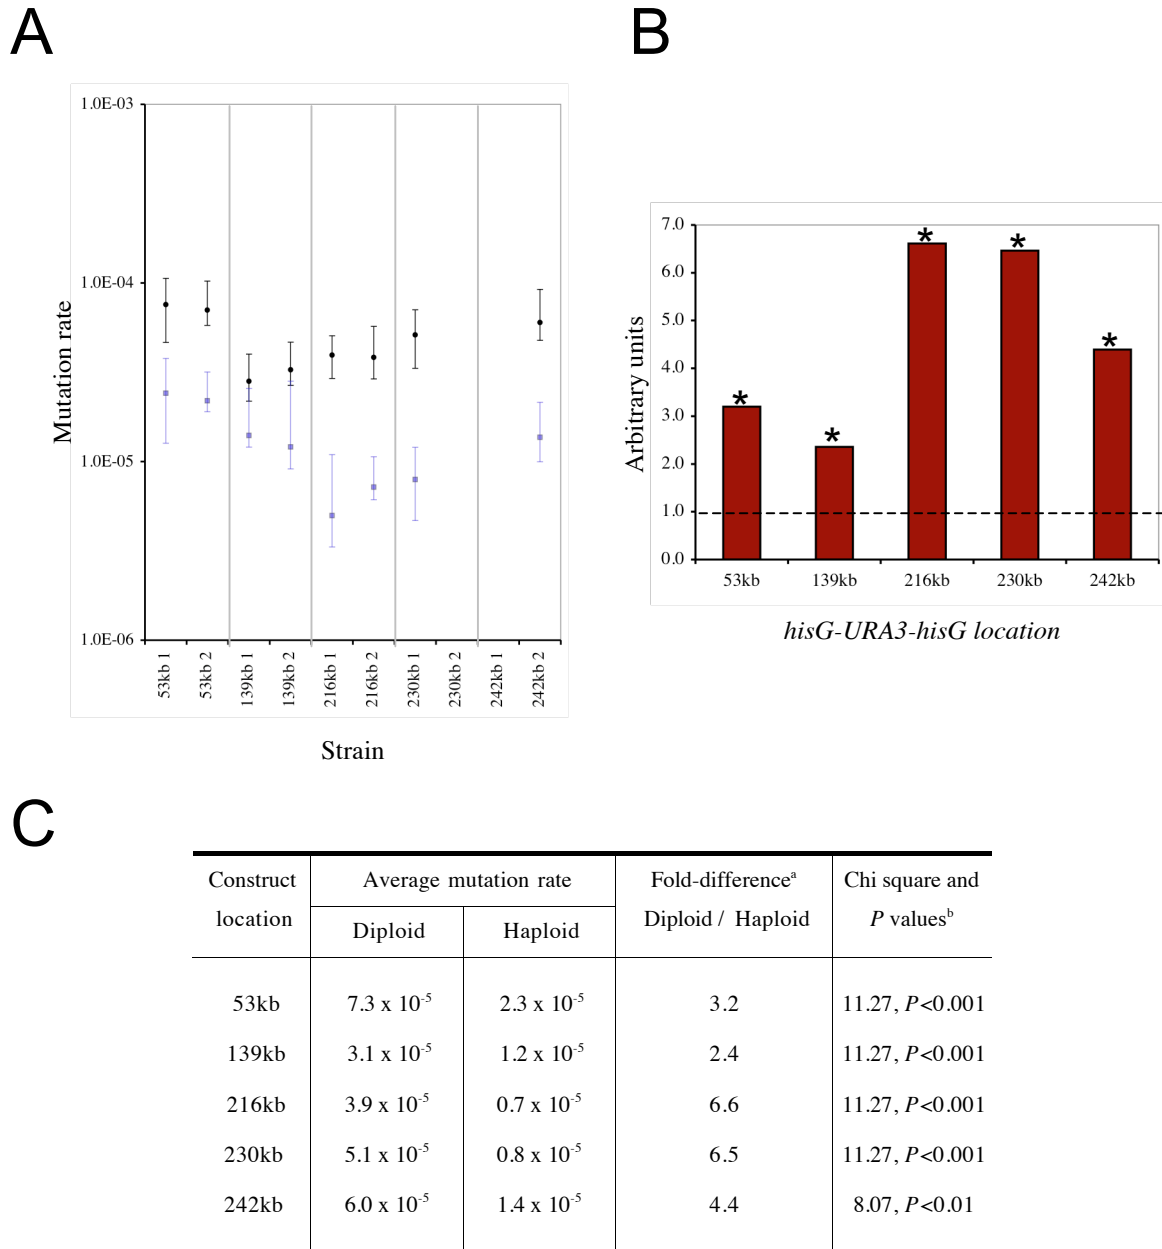 A
1.0E-03
1.0E-04
1.0E-05
1.0E-06
Mutation rate
53kb 1
53kb 2
139kb 1
139kb 2
216kb 1
216kb 2
230kb 1
230kb 2
242kb 1
242kb 2
Strain
B
7.0
6.0
5.0
4.0
3.0
2.0
1.0
0.0
Arbitrary units
*
*
*
*
*
53kb 139kb 216kb 230kb 242kb
hisG-URA3-hisG location
C
Construct location
Average mutation rate
Diploid Haploid
Fold-differenceᵃ
Diploid / Haploid
Chi square and
P valuesᵇ
53kb 7.3 x 10⁻⁵ 2.3 x 10⁻⁵ 3.2 11.27, P<0.001
139kb 3.1 x 10⁻⁵ 1.2 x 10⁻⁵ 2.4 11.27, P<0.001
216kb 3.9 x 10⁻⁵ 0.7 x 10⁻⁵ 6.6 11.27, P<0.001
230kb 5.1 x 10⁻⁵ 0.8 x 10⁻⁵ 6.5 11.27, P<0.001
242kb 6.0 x 10⁻⁵ 1.4 x 10⁻⁵ 4.4 8.07, P<0.01